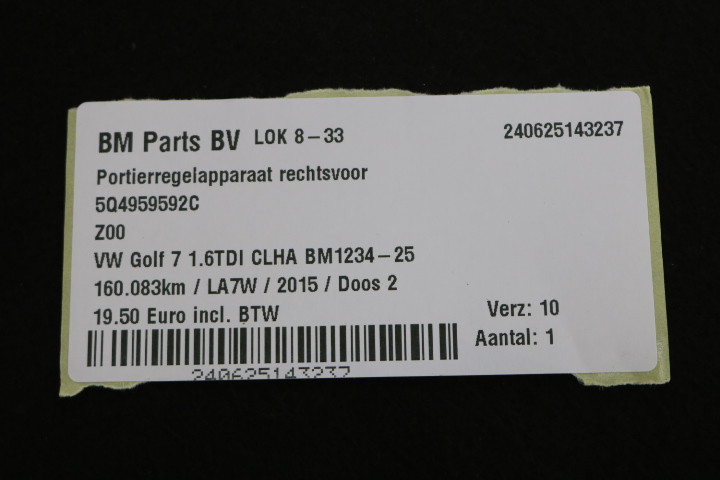 BM Parts BV LOK 8-33 240625143237
Portierregelapparaat rechtsvoor
5Q4959592C
Z00
VW Golf 7 1.6TDI CLHA BM1234-25
160.083km / LA7W / 2015 / Doos 2
19.50 Euro incl. BTW Verz: 10
Aantal: 1
240625143237